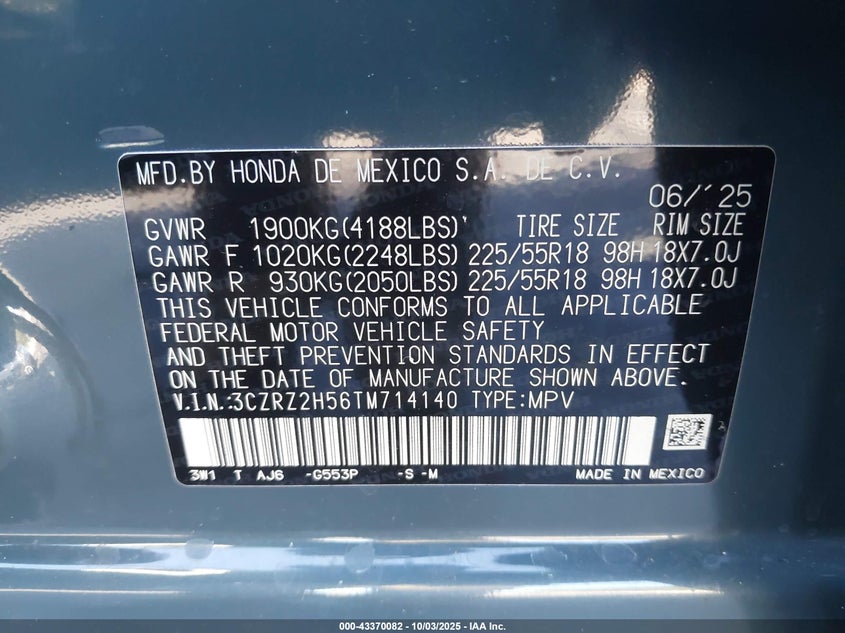 MFD.BY HONDA DE MEXICO S.A. DE C.V.
06/'25
GVWR 1900KG(4188LBS) TIRE SIZE RIM SIZE
GAWR F 1020KG(2248LBS) 225/55R18 98H 18X7.0J
GAWR R 930KG(2050LBS) 225/55R18 98H 18X7.0J
THIS VEHICLE CONFORMS TO ALL APPLICABLE
FEDERAL MOTOR VEHICLE SAFETY
AND THEFT PREVENTION STANDARDS IN EFFECT
ON THE DATE OF MANUFACTURE SHOWN ABOVE.
V.I.N.:3CZRZ2H56TM714140 TYPE:MPV
3W1 T AJ6 -G553P -S -M MADE IN MEXICO
000-43370082 - 10/03/2025 - IAA Inc.